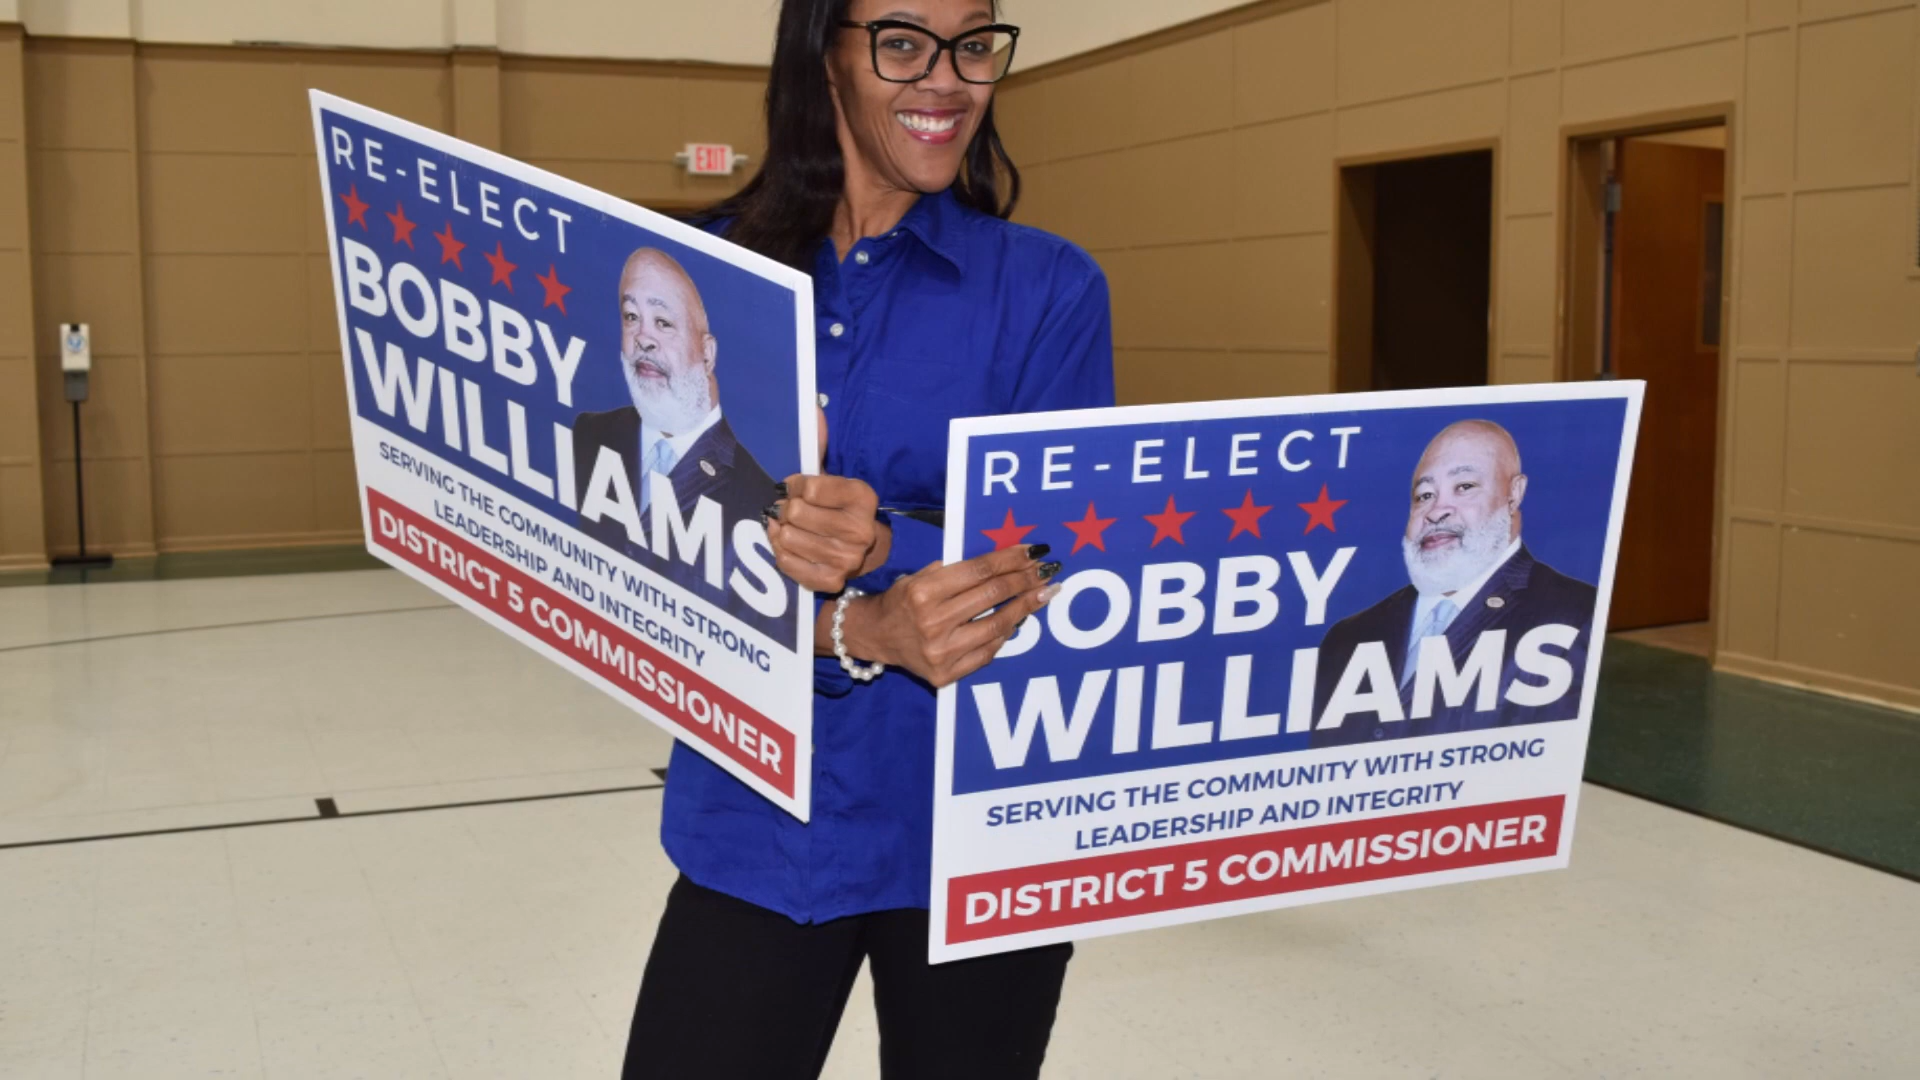 EXIT
RE-ELECT
BOBBY
WILLIAMS
SERVING THE COMMUNITY WITH STRONG
LEADERSHIP AND INTEGRITY
DISTRICT 5 COMMISSIONER
RE-ELECT
BOBBY
WILLIAMS
SERVING THE COMMUNITY WITH STRONG
LEADERSHIP AND INTEGRITY
DISTRICT 5 COMMISSIONER